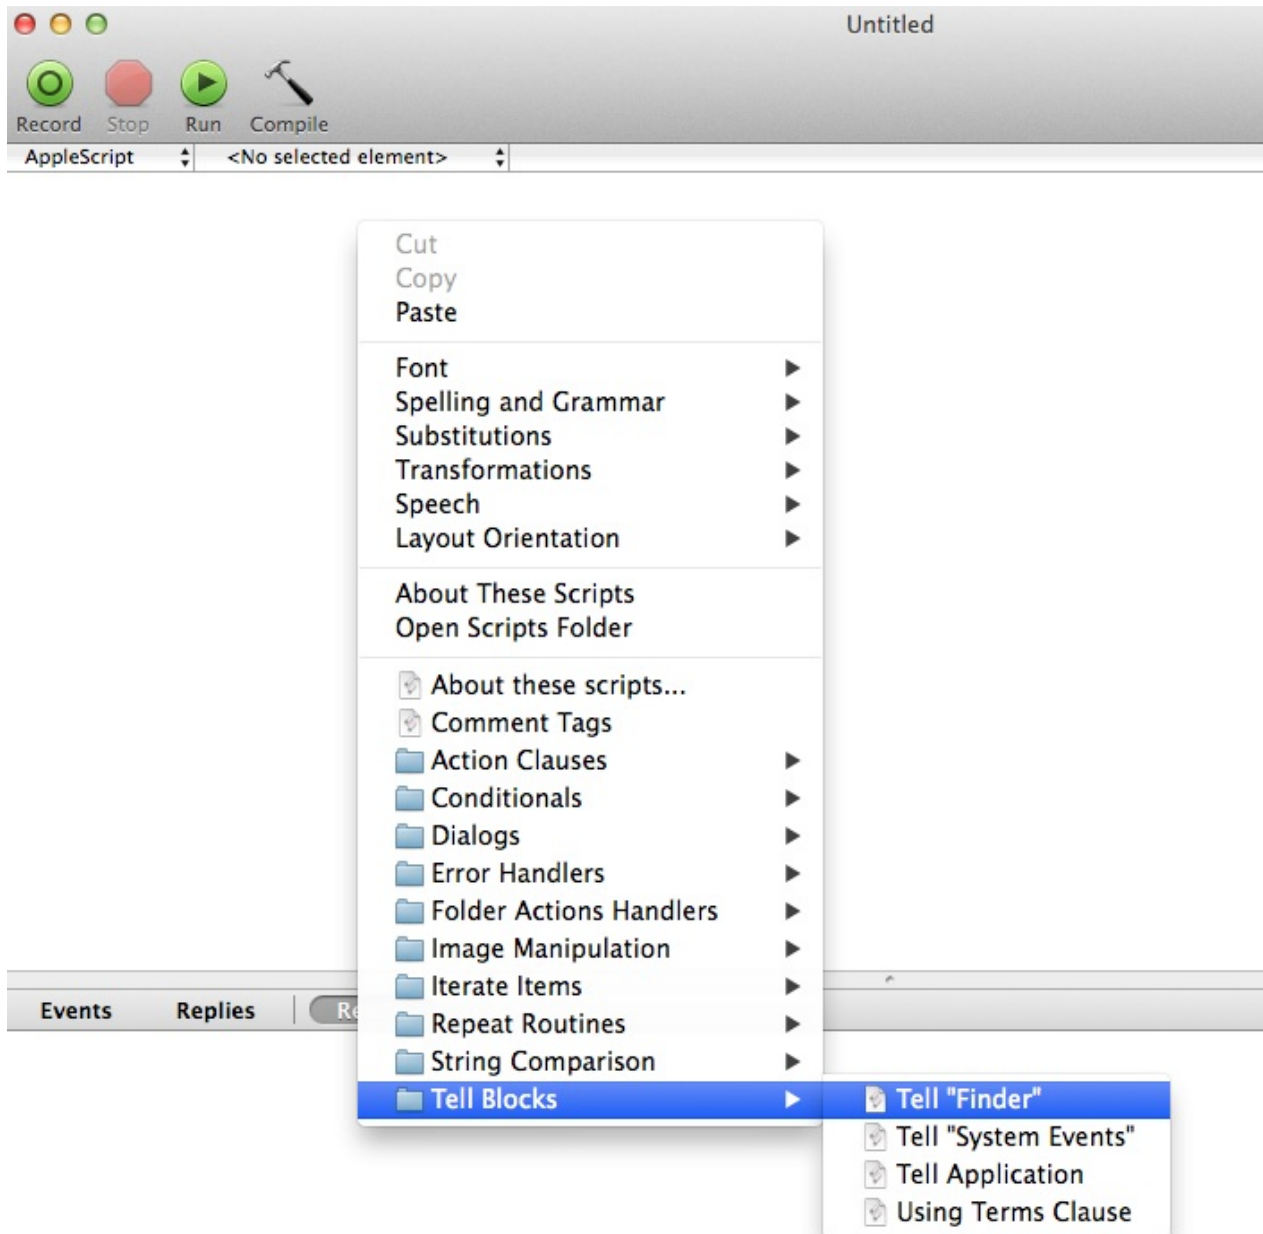 Untitled
Record Stop Run Compile
AppleScript <No selected element>
Cut
Copy
Paste
Font
Spelling and Grammar
Substitutions
Transformations
Speech
Layout Orientation
About These Scripts
Open Scripts Folder
About these scripts...
Comment Tags
Action Clauses
Conditionals
Dialogs
Error Handlers
Folder Actions Handlers
Image Manipulation
Iterate Items
Events Replies Re
Repeat Routines
String Comparison
Tell Blocks
Tell "Finder"
Tell "System Events"
Tell Application
Using Terms Clause